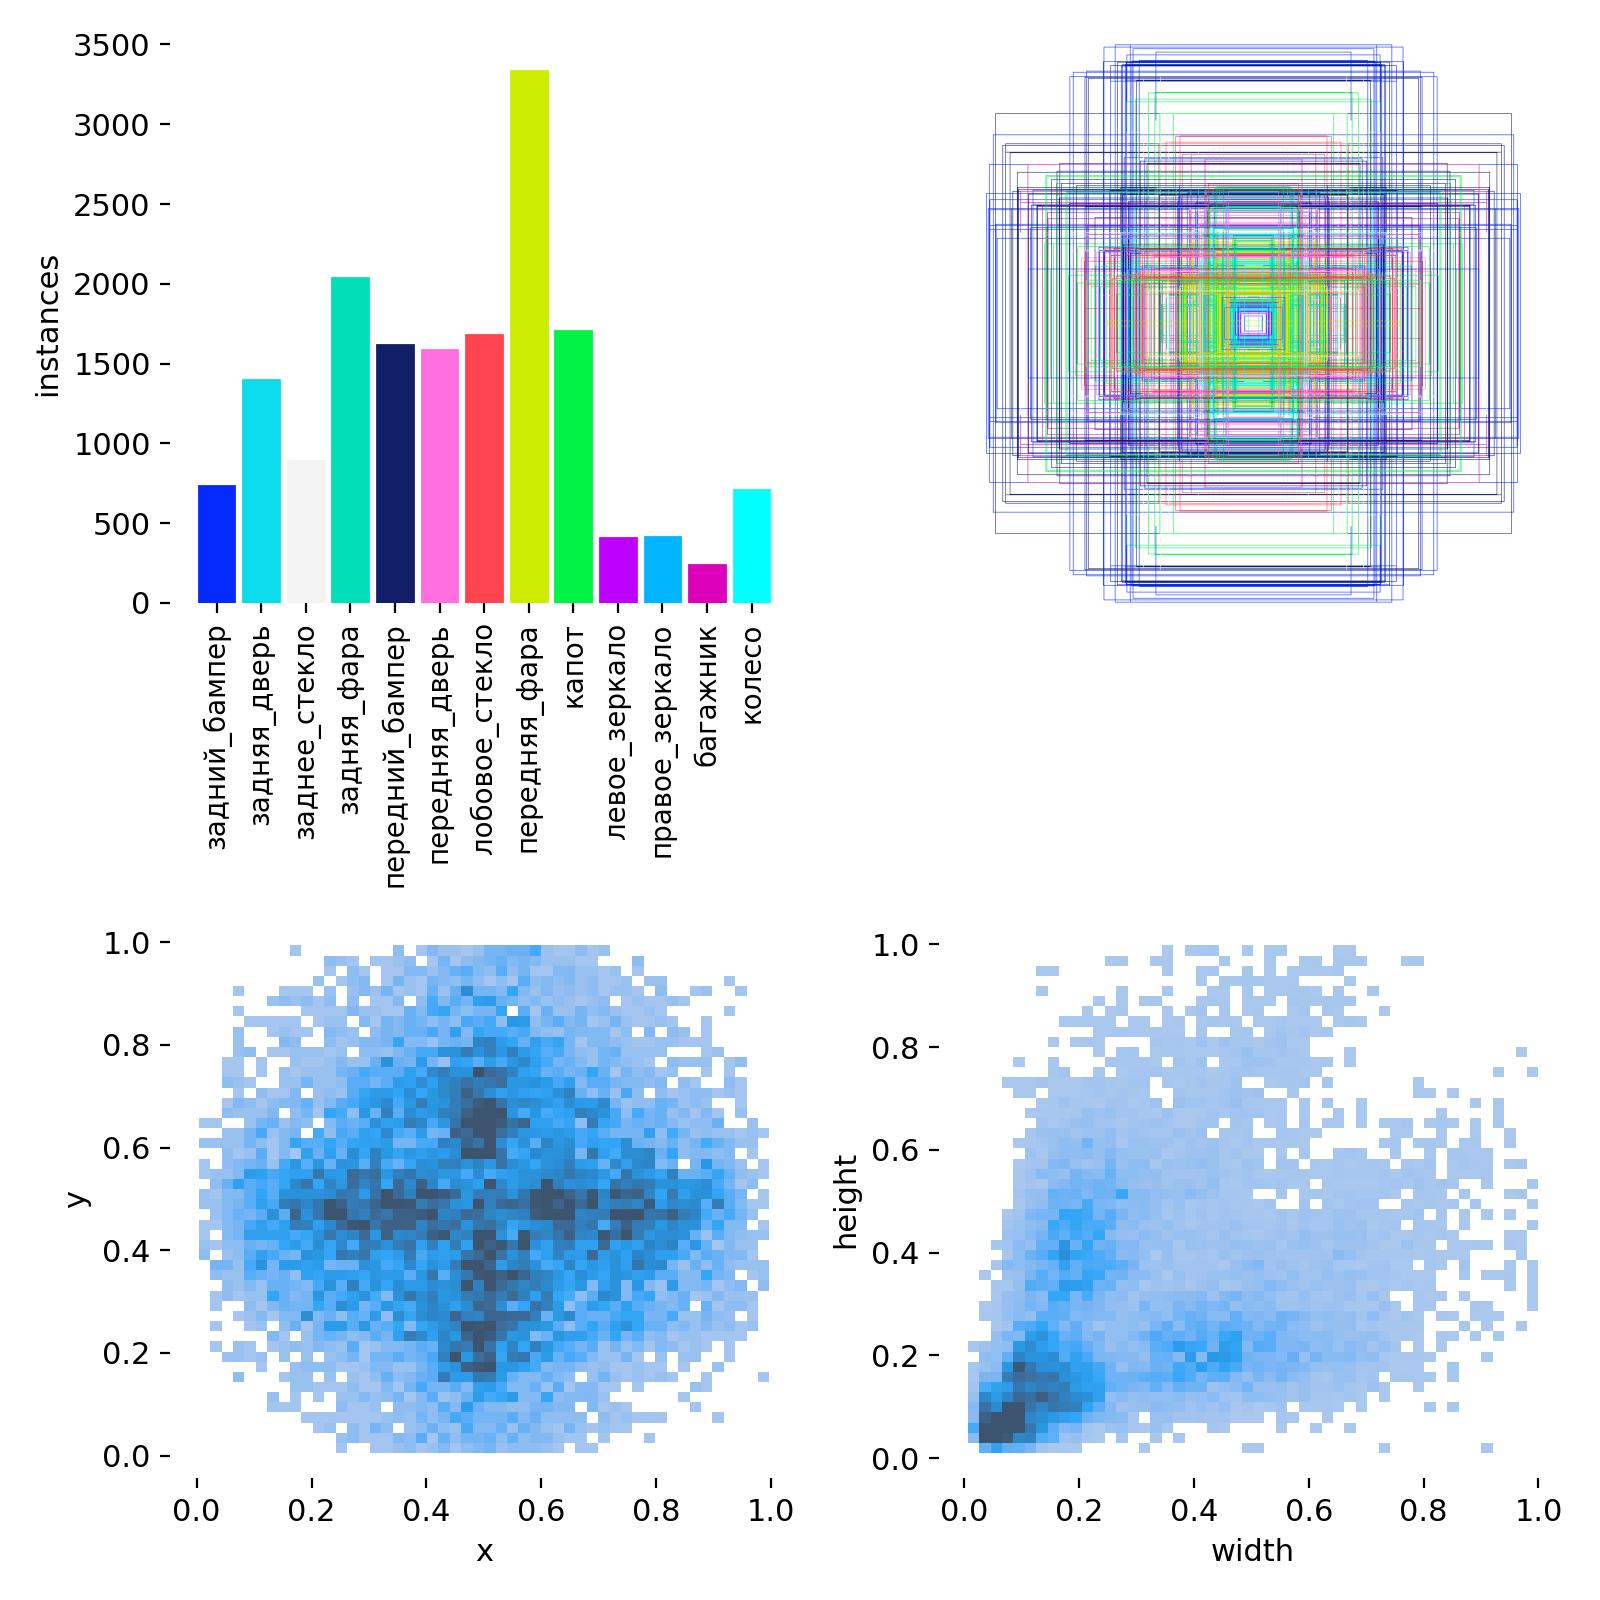 3500
3000
2500
2000
1500
1000
500
0
instances
задний_бампер
задняя_дверь
заднее_стекло
задняя_фара
передний_бампер
передняя_дверь
лобовое_стекло
передняя_фара
капот
левое_зеркало
правое_зеркало
багажник
колесо
1.0
0.8
0.6
0.4
0.2
0.0
y
0.0 0.2 0.4 0.6 0.8 1.0
x
1.0
0.8
0.6
0.4
0.2
0.0
height
0.0 0.2 0.4 0.6 0.8 1.0
width